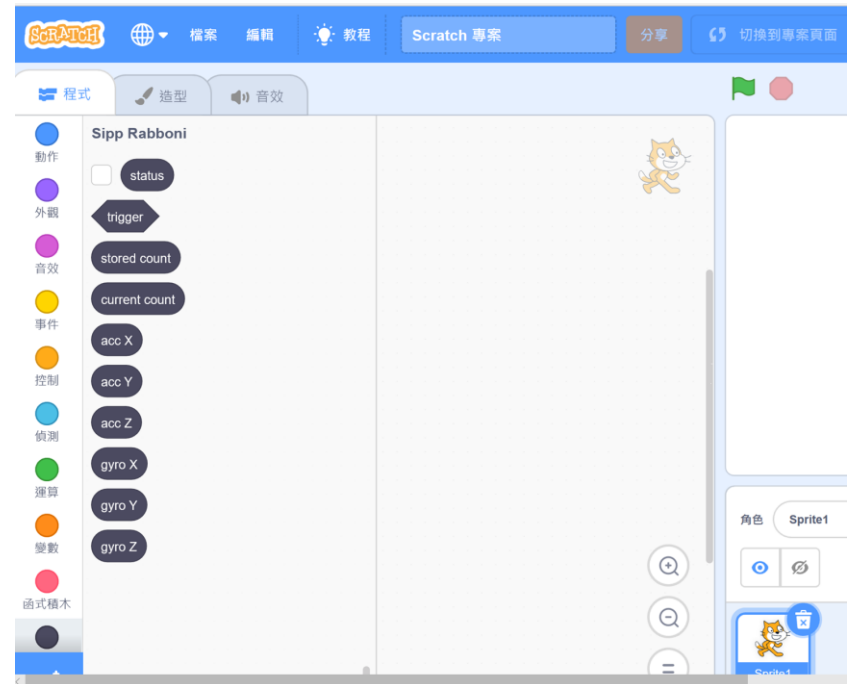 SCRATCH 檔案 編輯 教程 Scratch 專案 分享 切換到專案頁面
程式 造型 音效
Sipp Rabboni
動作
status
外觀
trigger
音效
stored count
事件
current count
控制
acc X
acc Y
偵測
acc Z
運算
gyro X
gyro Y
變數
gyro Z
函式積木
角色 Sprite1
Sprite1